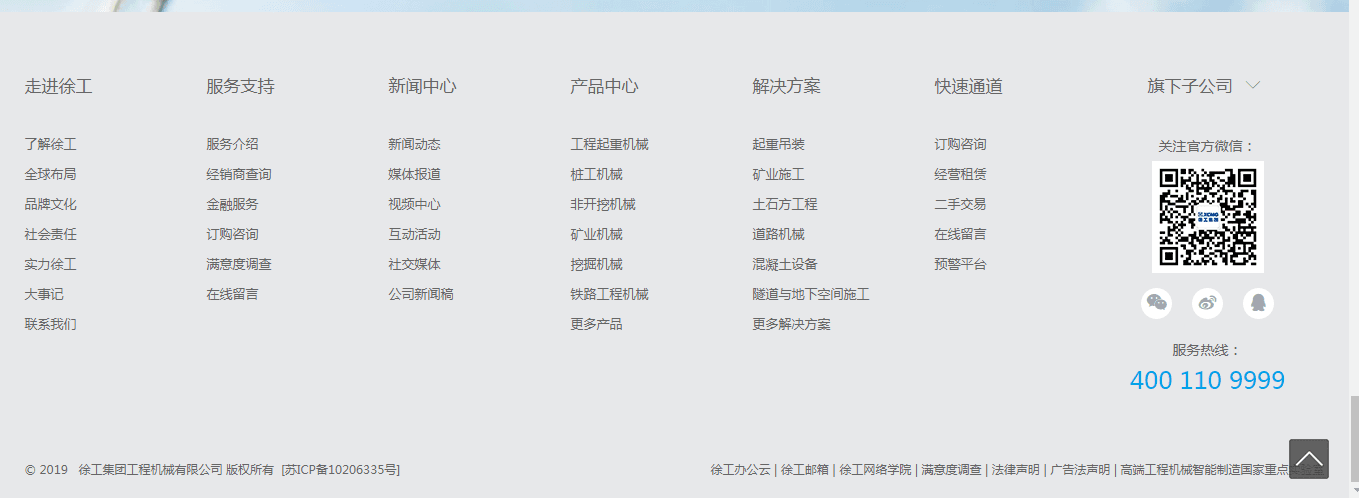 走进徐工
了解徐工
全球布局
品牌文化
社会责任
实力徐工
大事记
联系我们
服务支持
服务介绍
经销商查询
金融服务
订购咨询
满意度调查
在线留言
新闻中心
新闻动态
媒体报道
视频中心
互动活动
社交媒体
公司新闻稿
产品中心
工程起重机械
桩工机械
非开挖机械
矿业机械
挖掘机械
铁路工程机械
更多产品
解决方案
起重吊装
矿业施工
土石方工程
道路机械
混凝土设备
隧道与地下空间施工
更多解决方案
快速通道
订购咨询
经营租赁
二手交易
在线留言
预警平台
旗下子公司
关注官方微信：
XCMG
徐工集团
服务热线：
400 110 9999
© 2019 徐工集团工程机械有限公司 版权所有 [苏ICP备10206335号]
徐工办公云 | 徐工邮箱 | 徐工网络学院 | 满意度调查 | 法律声明 | 广告法声明 | 高端工程机械智能制造国家重点实验室